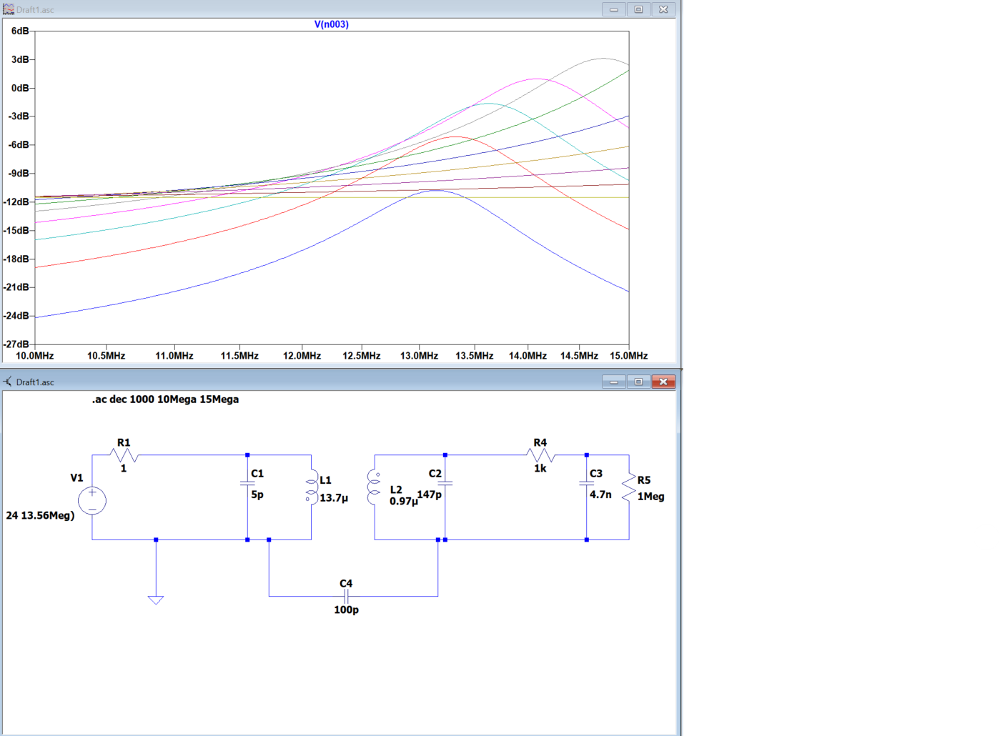 Draft1.asc
V(n003)
6dB
3dB
0dB
-3dB
-6dB
-9dB
-12dB
-15dB
-18dB
-21dB
-24dB
-27dB
10.0MHz 10.5MHz 11.0MHz 11.5MHz 12.0MHz 12.5MHz 13.0MHz 13.5MHz 14.0MHz 14.5MHz 15.0MHz
Draft1.asc
.ac dec 1000 10Mega 15Mega
R1
1
V1
24 13.56Meg)
C1
5p
L1
13.7µ
L2
0.97µ
C2
147p
R4
1k
C3
4.7n
R5
1Meg
C4
100p